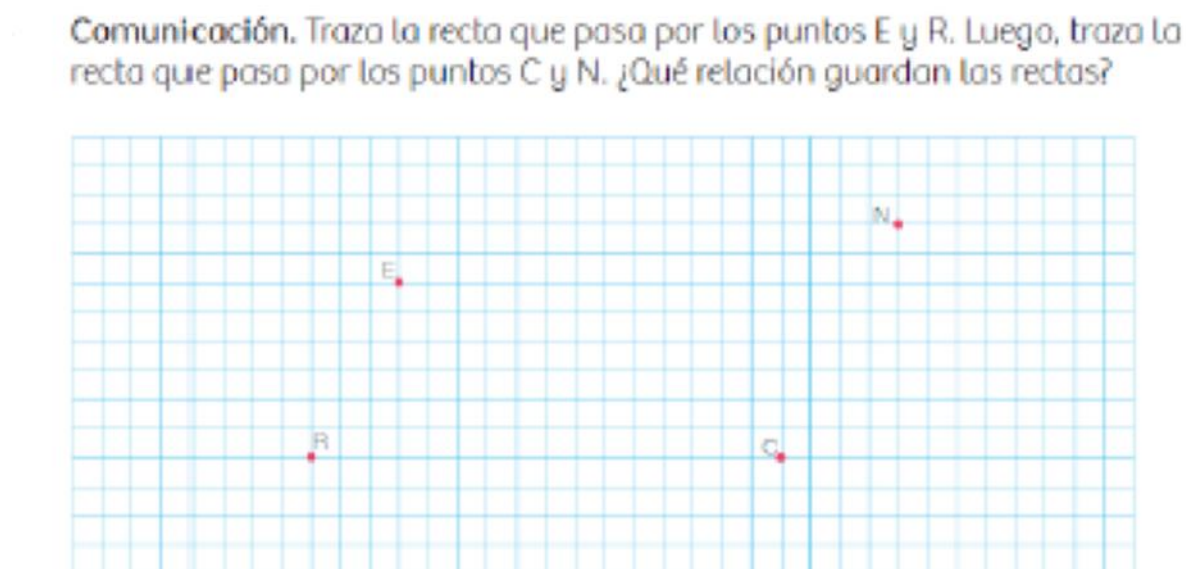 Comunicación. Traza la recta que pasa por los puntos E y R. Luego, traza la
recta que pasa por los puntos C y N. ¿Qué relación guardan las rectas?
N
E
R
C